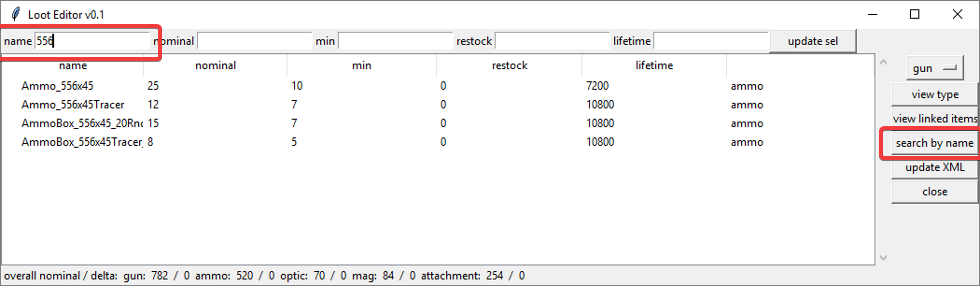 Loot Editor v0.1
name 556 nominal min restock lifetime update sel
name nominal min restock lifetime gun
Ammo_556x45 25 10 0 7200 ammo view type
Ammo_556x45Tracer 12 7 0 10800 ammo view linked items
AmmoBox_556x45_20Rnd 15 7 0 10800 ammo search by name
AmmoBox_556x45Tracer_ 8 5 0 10800 ammo update XML
close
overall nominal / delta: gun: 782 / 0 ammo: 520 / 0 optic: 70 / 0 mag: 84 / 0 attachment: 254 / 0